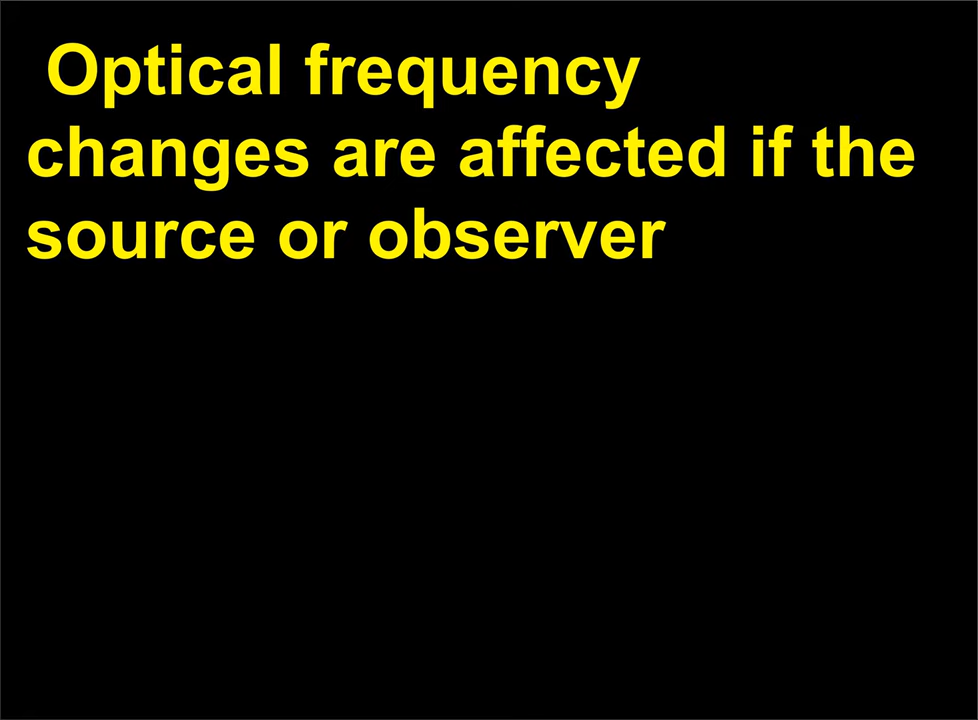 Optical frequency
changes are affected if the
source or observer